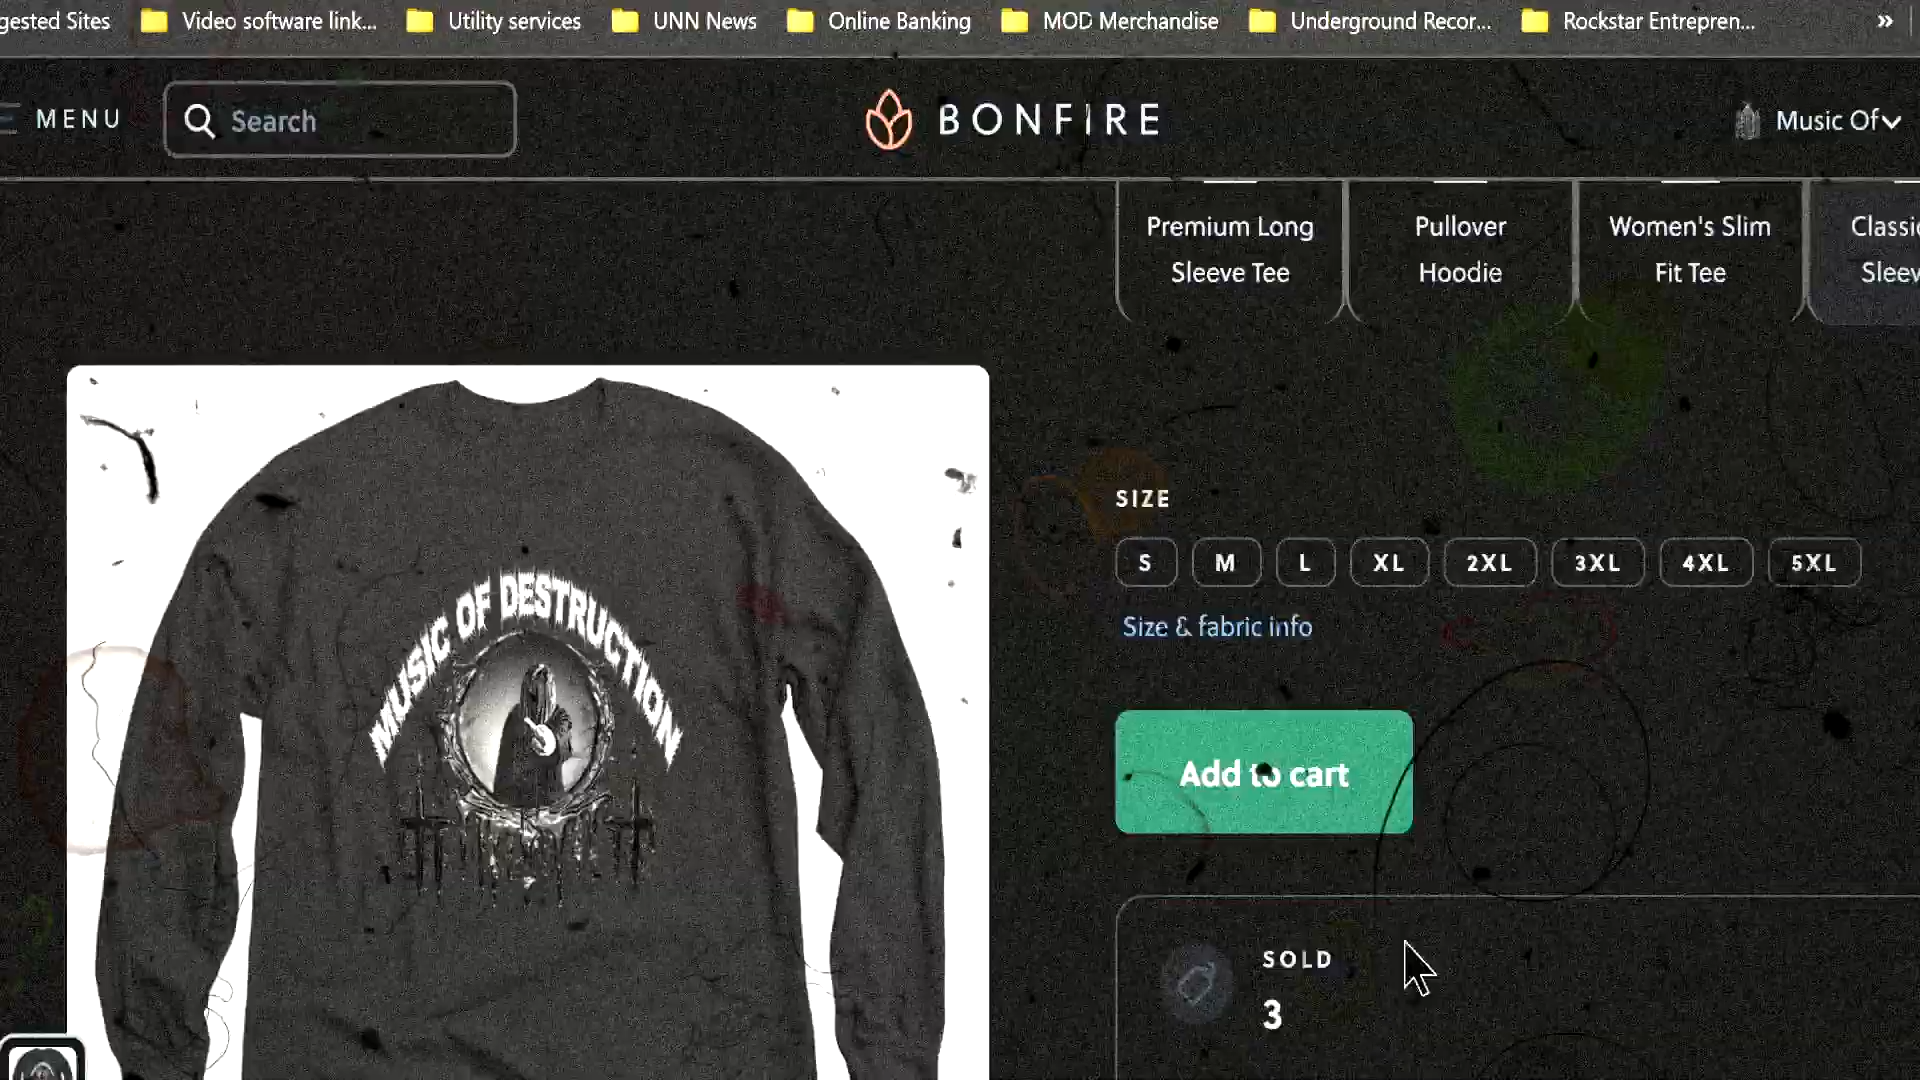 gested Sites
Video software link...
Utility services
UNN News
Online Banking
MOD Merchandise
Underground Recor...
Rockstar Entrepren...
»
MENU
Search
BONFIRE
Music Of
Premium Long
Sleeve Tee
Pullover
Hoodie
Women's Slim
Fit Tee
Classic
Sleev
MUSIC OF DESTRUCTION
SIZE
S M L XL 2XL 3XL 4XL 5XL
Size & fabric info
Add to cart
SOLD
3